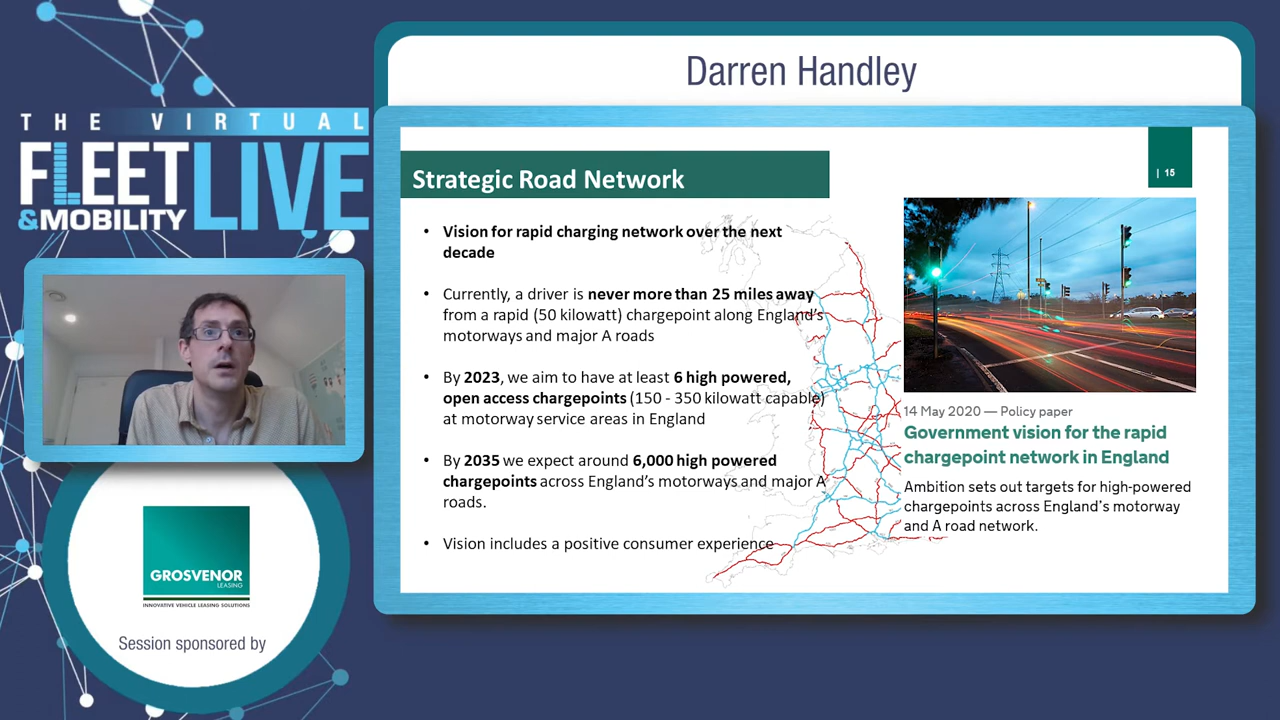 THE VIRTUAL
FLEET
&MOBILITY
LIVE
GROSVENOR
LEASING
INNOVATIVE VEHICLE LEASING SOLUTIONS
Session sponsored by
Darren Handley
| 15
Strategic Road Network
• Vision for rapid charging network over the next
decade
• Currently, a driver is never more than 25 miles away
from a rapid (50 kilowatt) chargepoint along England's
motorways and major A roads
• By 2023, we aim to have at least 6 high powered,
open access chargepoints (150 - 350 kilowatt capable)
at motorway service areas in England
• By 2035 we expect around 6,000 high powered
chargepoints across England's motorways and major A
roads.
• Vision includes a positive consumer experience
14 May 2020 — Policy paper
Government vision for the rapid
chargepoint network in England
Ambition sets out targets for high-powered
chargepoints across England's motorway
and A road network.